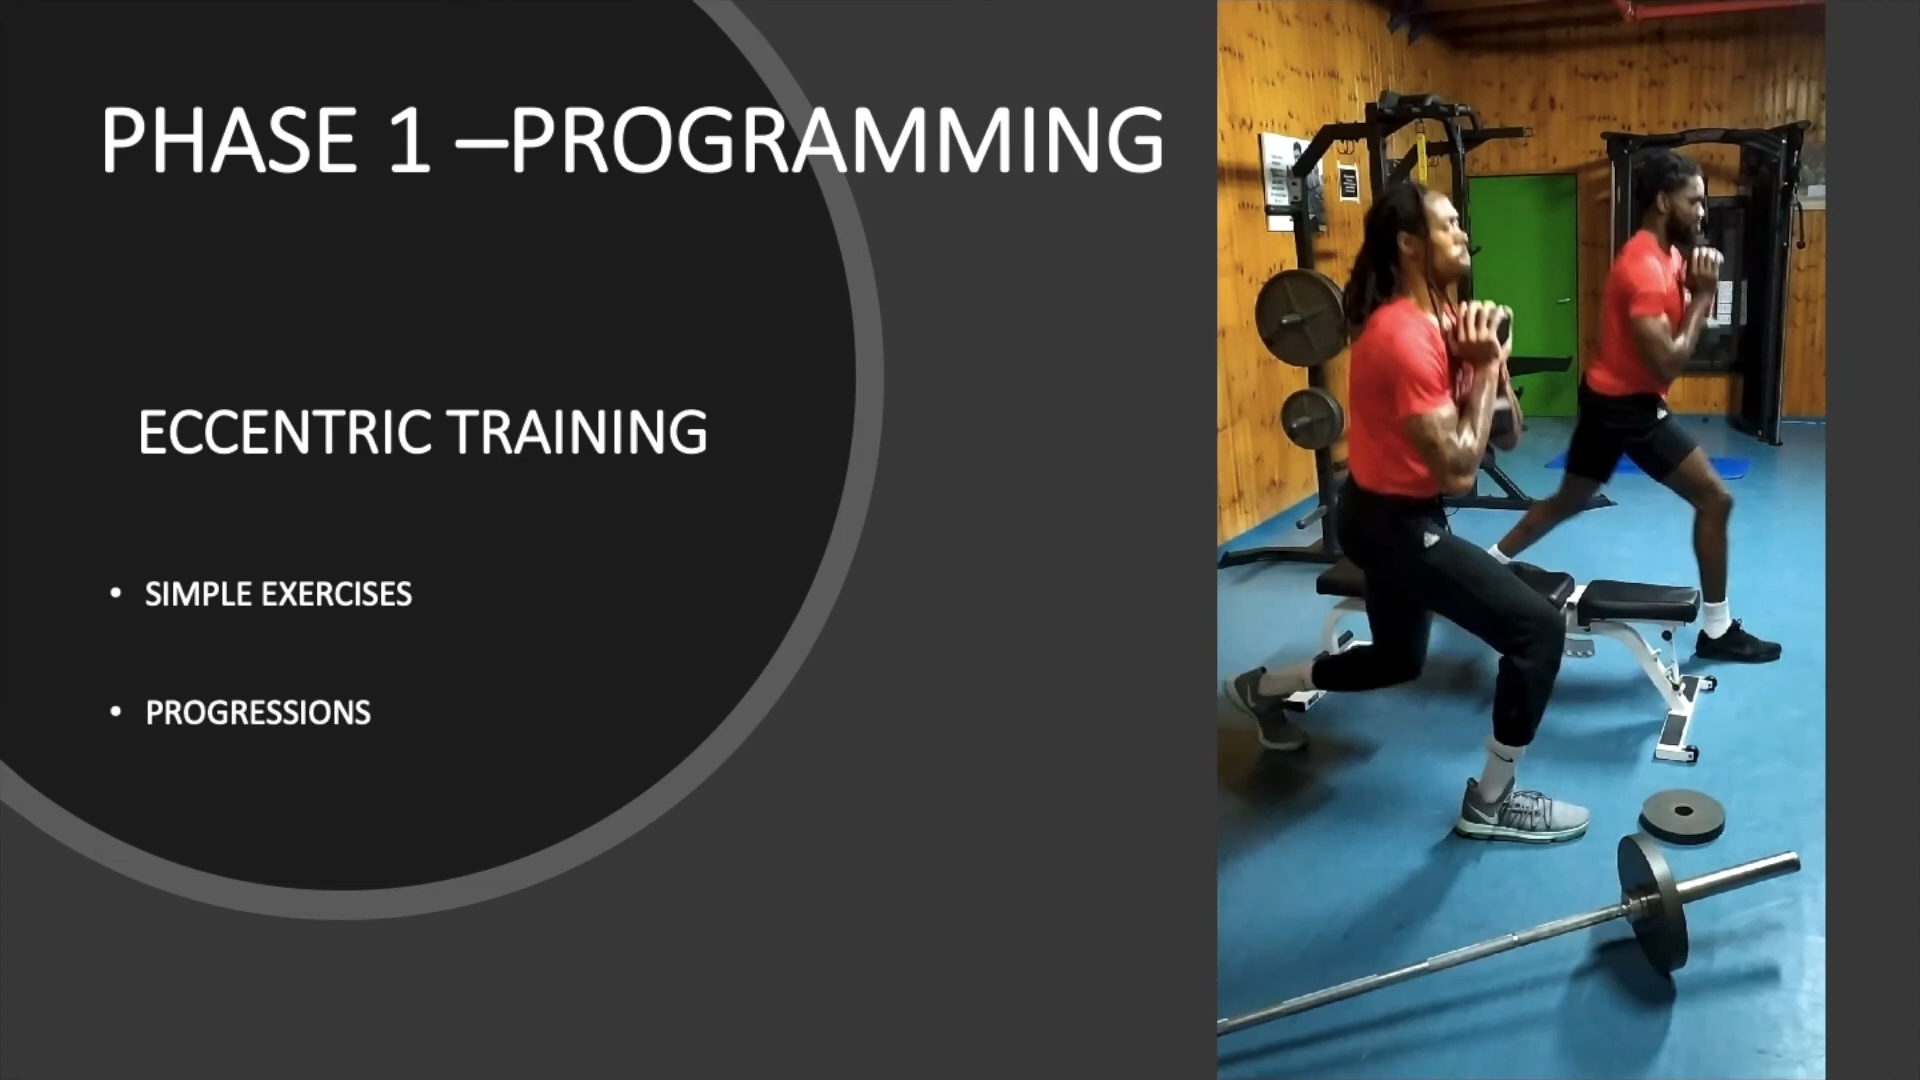 PHASE 1 –PROGRAMMING
ECCENTRIC TRAINING
• SIMPLE EXERCISES
• PROGRESSIONS